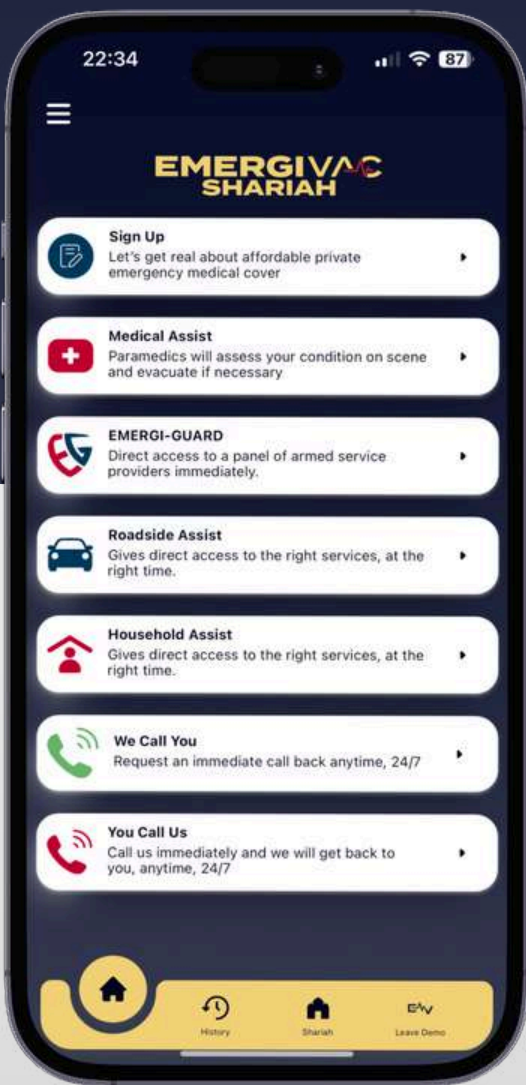 22:34
87
EMERGIVAC
SHARIAH
Sign Up
Let's get real about affordable private
emergency medical cover
Medical Assist
Paramedics will assess your condition on scene
and evacuate if necessary
EG
EMERGI-GUARD
Direct access to a panel of armed service
providers immediately.
Roadside Assist
Gives direct access to the right services, at the
right time.
Household Assist
Gives direct access to the right services, at the
right time.
We Call You
Request an immediate call back anytime, 24/7
You Call Us
Call us immediately and we will get back to
you, anytime, 24/7
History
Shariah
EV
Leave Demo